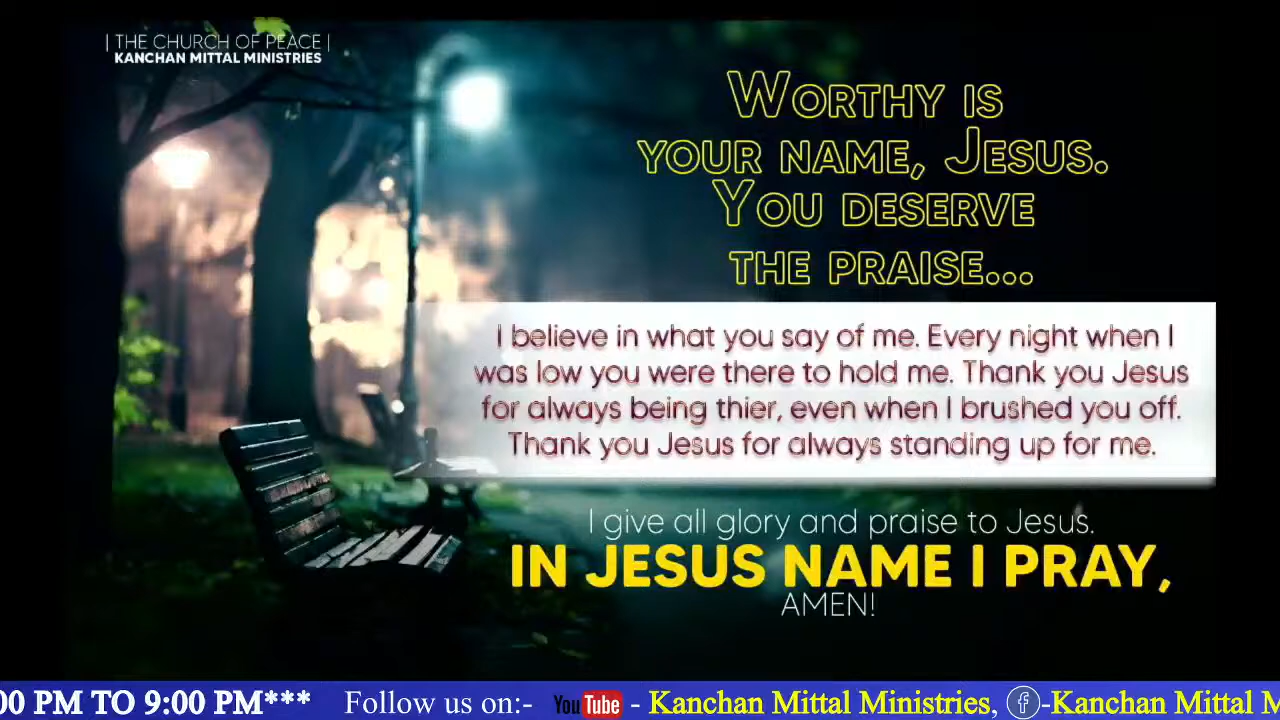 | THE CHURCH OF PEACE |
KANCHAN MITTAL MINISTRIES
WORTHY IS
YOUR NAME, JESUS.
YOU DESERVE
THE PRAISE...
I believe in what you say of me. Every night when I
was low you were there to hold me. Thank you Jesus
for always being thier, even when I brushed you off.
Thank you Jesus for always standing up for me.
I give all glory and praise to Jesus.
IN JESUS NAME I PRAY,
AMEN!
00 PM TO 9:00 PM*** Follow us on:- YouTube - Kanchan Mittal Ministries, f-Kanchan Mittal M